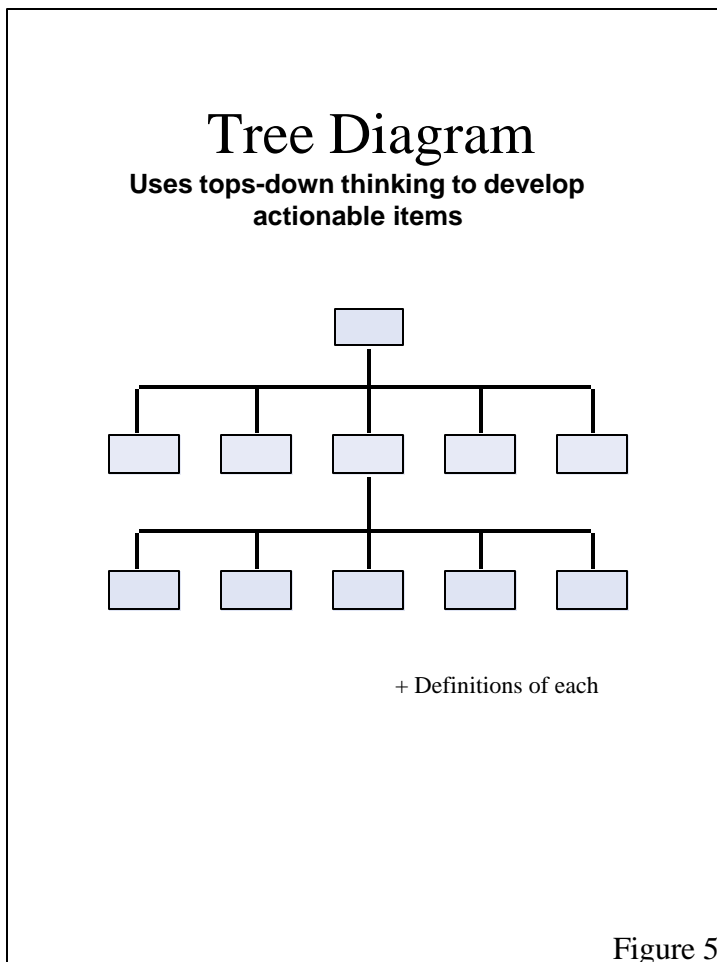 Tree Diagram
Uses tops-down thinking to develop
actionable items
+ Definitions of each
Figure 5